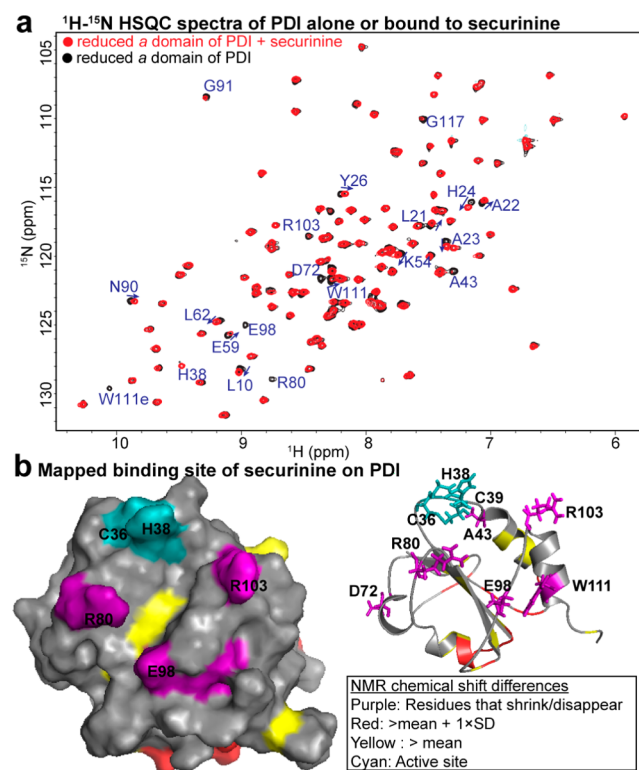 a ¹H-¹⁵N HSQC spectra of PDI alone or bound to securinine
reduced a domain of PDI + securinine
reduced a domain of PDI
105
110
115
120
125
130
¹⁵N (ppm)
G91
G117
Y26
H24
A22
L21
R103
A23
K54
D72
A43
W111
N90
L62
E98
E59
H38
L10
R80
W111e
10
9
8
7
6
¹H (ppm)
b Mapped binding site of securinine on PDI
C36
H38
R80
R103
E98
H38
C39
C36
A43
R103
R80
D72
E98
W111
NMR chemical shift differences
Purple: Residues that shrink/disappear
Red: >mean + 1×SD
Yellow : > mean
Cyan: Active site